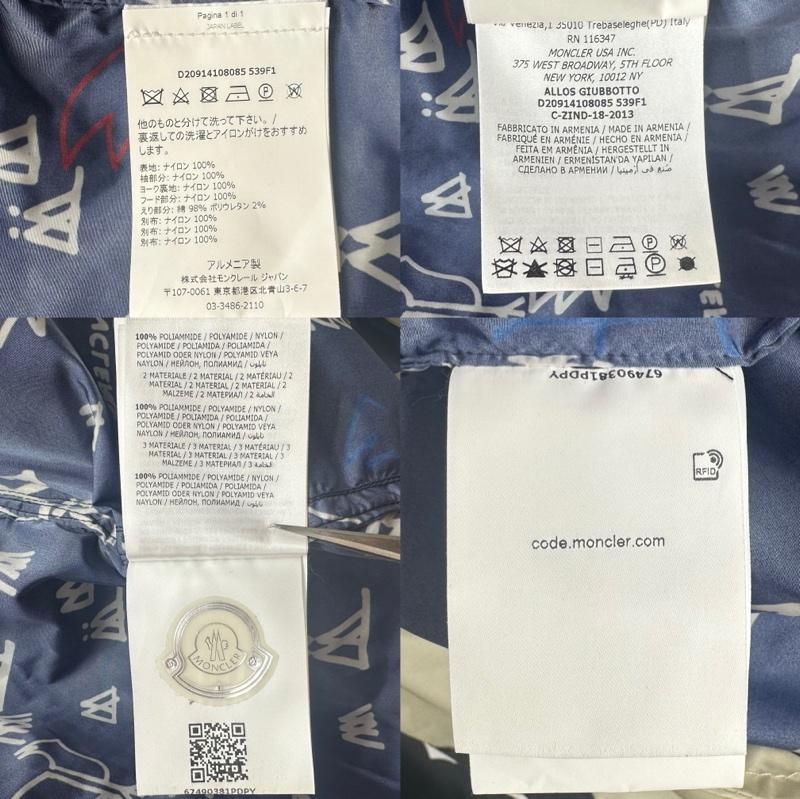 Pagina 1 di 1
JAPAN LABEL
D20914108085 539F1
他のものと分けて洗って下さい。/
裏返しての洗濯とアイロンがけをおすすめ
します。
表地: ナイロン 100%
袖部分: ナイロン 100%
ヨーク裏地: ナイロン 100%
フード部分: ナイロン 100%
えり部分: 綿 98% ポリウレタン 2%
別布: ナイロン 100%
別布: ナイロン 100%
別布: ナイロン 100%
アルメニア製
株式会社モンクレール ジャパン
〒107-0061 東京都港区北青山3-6-7
03-3486-2110
Via Venezia,1 35010 Trebaseleghe(PD) Italy
RN 116347
MONCLER USA INC.
375 WEST BROADWAY, 5TH FLOOR
NEW YORK, 10012 NY
ALLOS GIUBBOTTO
D20914108085 539F1
C-ZIND-18-2013
FABBRICATO IN ARMENIA / MADE IN ARMENIA /
FABRIQUÉ EN ARMÉNIE / HECHO EN ARMENIA /
FEITA EM ARMÊNIA / HERGESTELLT IN
ARMENIEN / ERMENİSTAN'DA YAPILAN /
СДЕЛАНО В АРМЕНИИ / صنع في أرمينيا
100% POLIAMMIDE / POLYAMIDE / NYLON /
POLYAMIDE / POLIAMIDA / POLIAMIDA /
POLYAMID ODER NYLON / POLYAMID VEYA
NAYLON / НЕЙЛОН, ПОЛИАМИД / نايلون
2 MATERIALE / 2 MATERIAL / 2 MATÉRIAU / 2
MATERIAL / 2 MATERIAL / 2 MATERIAL / 2
MALZEME / 2 МАТЕРИАЛ / 2 الخامة
100% POLIAMMIDE / POLYAMIDE / NYLON /
POLYAMIDE / POLIAMIDA / POLIAMIDA /
POLYAMID ODER NYLON / POLYAMID VEYA
NAYLON / НЕЙЛОН, ПОЛИАМИД / نايلون
3 MATERIALE / 3 MATERIAL / 3 MATÉRIAU / 3
MATERIAL / 3 MATERIAL / 3 MATERIAL / 3
MALZEME / 3 МАТЕРИАЛ / 3 الخامة
100% POLIAMMIDE / POLYAMIDE / NYLON /
POLYAMIDE / POLIAMIDA / POLIAMIDA /
POLYAMID ODER NYLON / POLYAMID VEYA
NAYLON / НЕЙЛОН, ПОЛИАМИД / نايلون
MONCLER
67490381PDPY
67490381PDPY
RFID
code.moncler.com